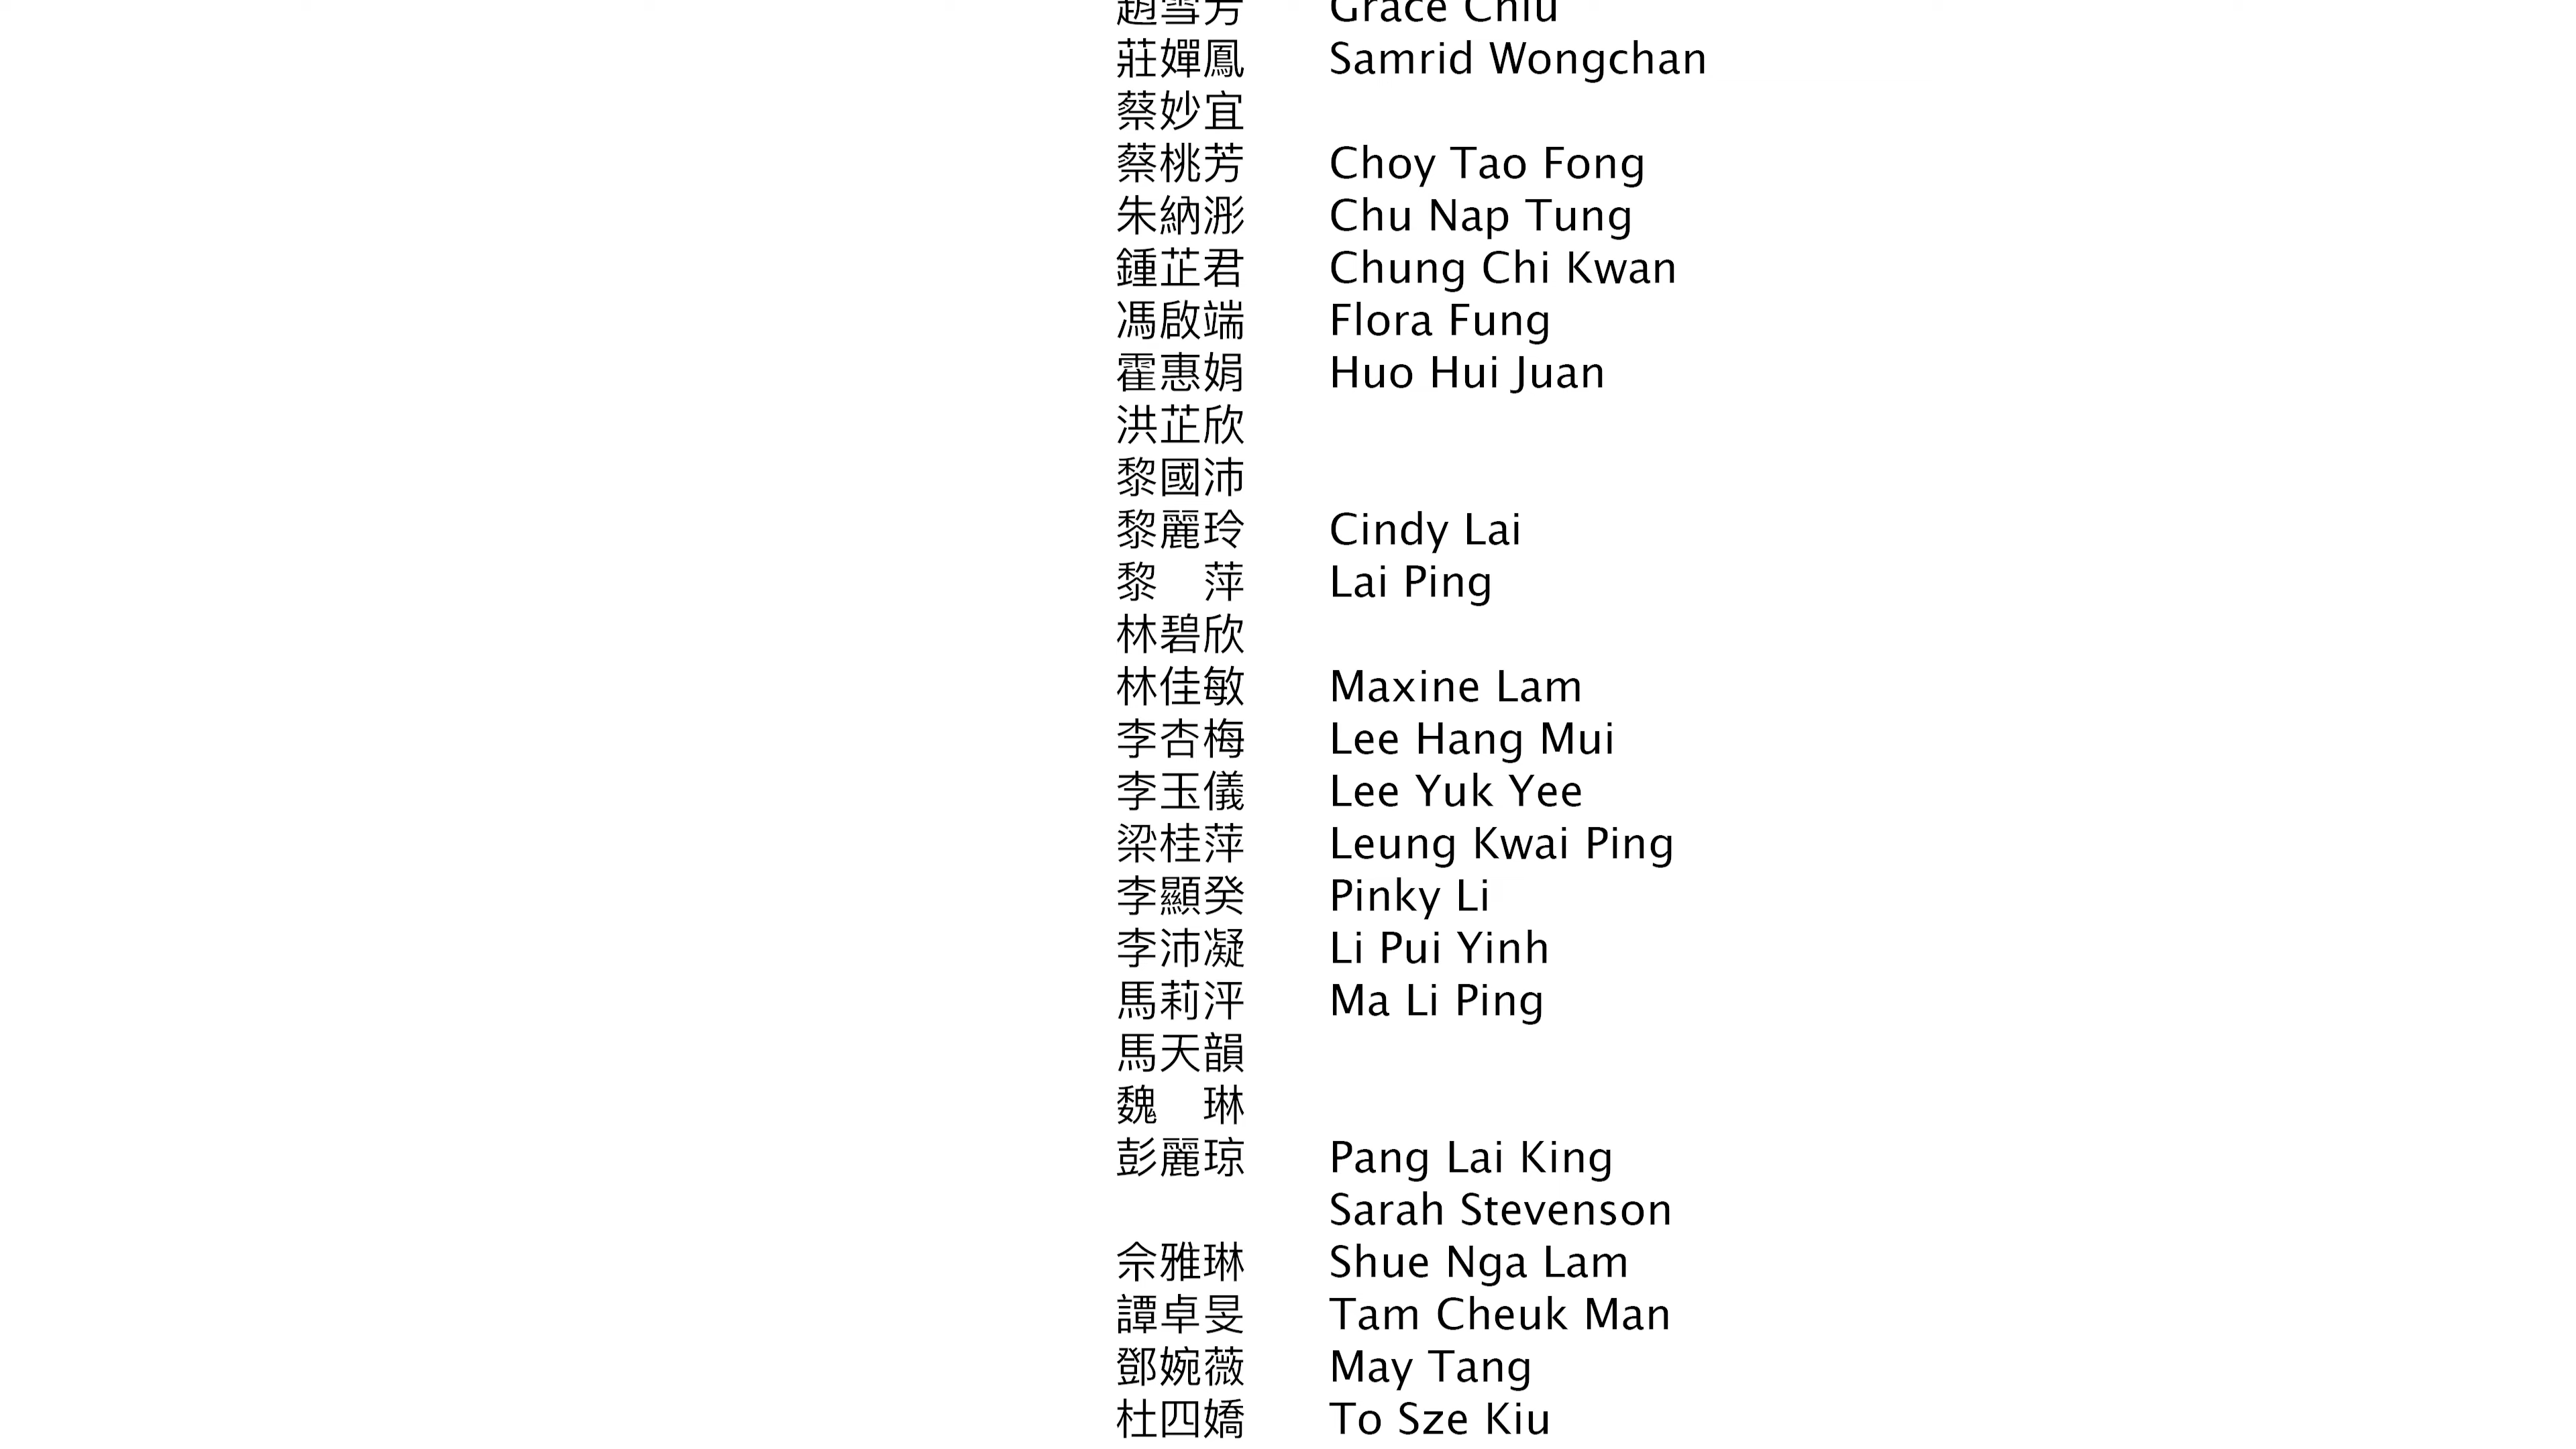 趙雪芳 Grace Chiu
莊嬋鳳 Samrid Wongchan
蔡妙宜
蔡桃芳 Choy Tao Fong
朱納浵 Chu Nap Tung
鍾芷君 Chung Chi Kwan
馮啟端 Flora Fung
霍惠娟 Huo Hui Juan
洪芷欣
黎國沛
黎麗玲 Cindy Lai
黎　萍 Lai Ping
林碧欣
林佳敏 Maxine Lam
李杏梅 Lee Hang Mui
李玉儀 Lee Yuk Yee
梁桂萍 Leung Kwai Ping
李顯癸 Pinky Li
李沛凝 Li Pui Yinh
馬莉泙 Ma Li Ping
馬天韻
魏　琳
彭麗琼 Pang Lai King
Sarah Stevenson
佘雅琳 Shue Nga Lam
譚卓旻 Tam Cheuk Man
鄧婉薇 May Tang
杜四嬌 To Sze Kiu